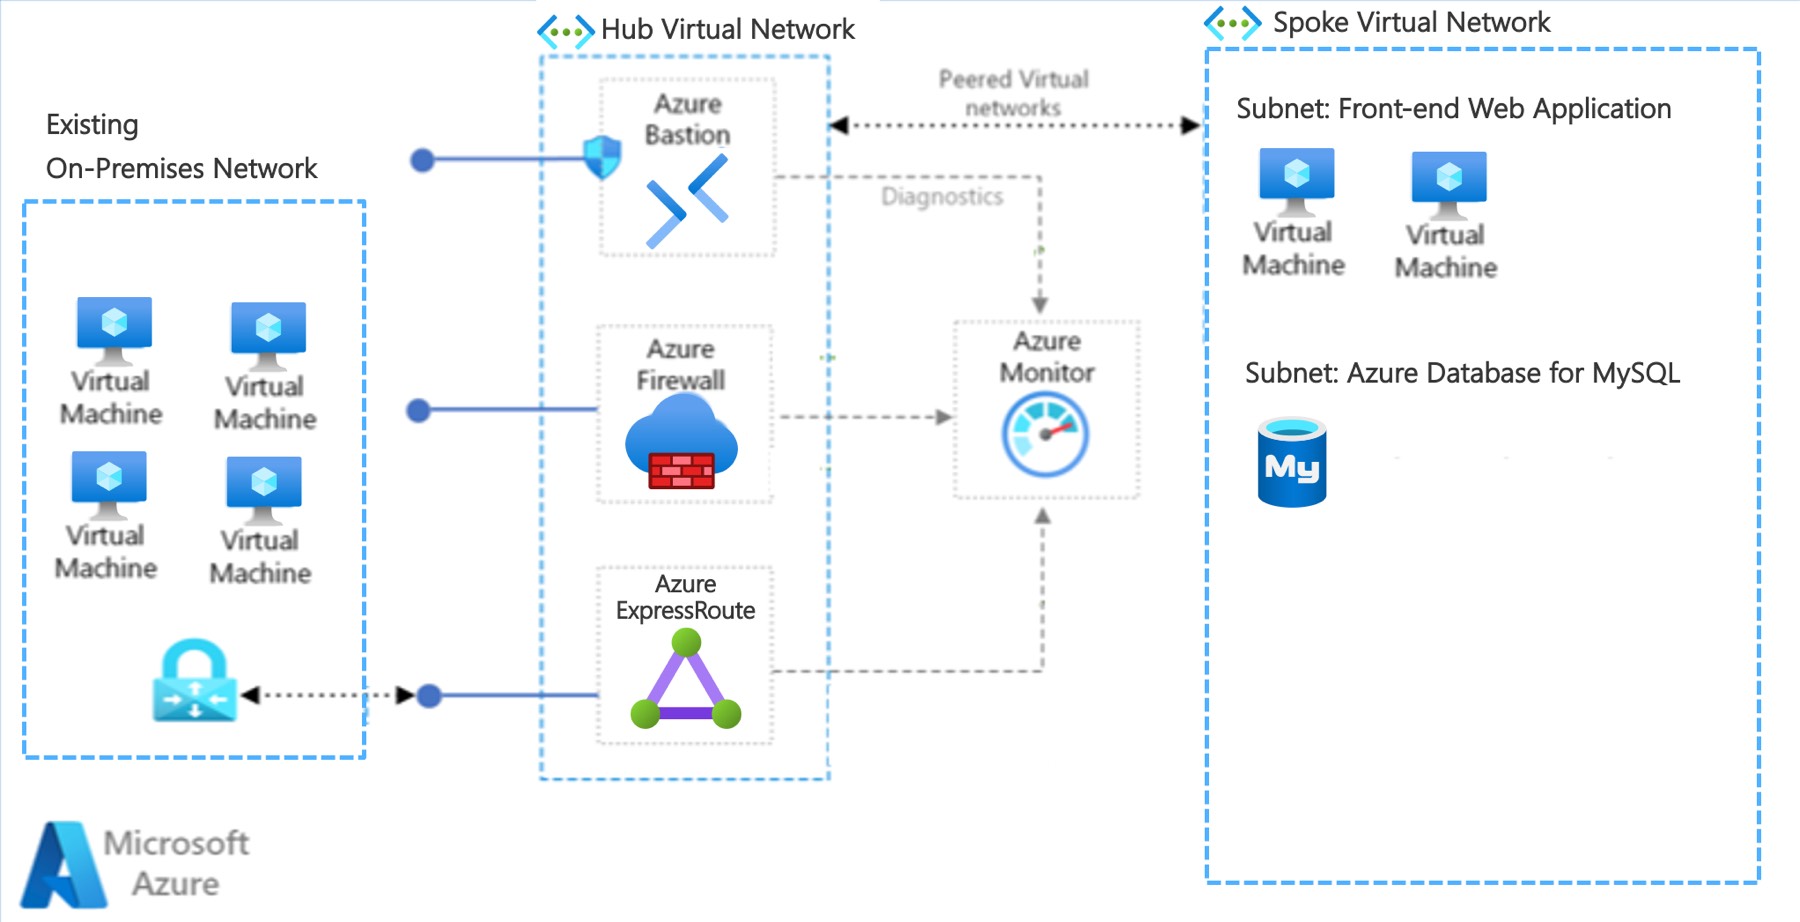 Hub Virtual Network
Spoke Virtual Network
Existing
On-Premises Network
Virtual
Machine
Virtual
Machine
Virtual
Machine
Virtual
Machine
Azure
Bastion
Azure
Firewall
Azure
ExpressRoute
Peered Virtual
networks
Diagnostics
Azure
Monitor
Subnet: Front-end Web Application
Virtual
Machine
Virtual
Machine
Subnet: Azure Database for MySQL
My
Microsoft
Azure